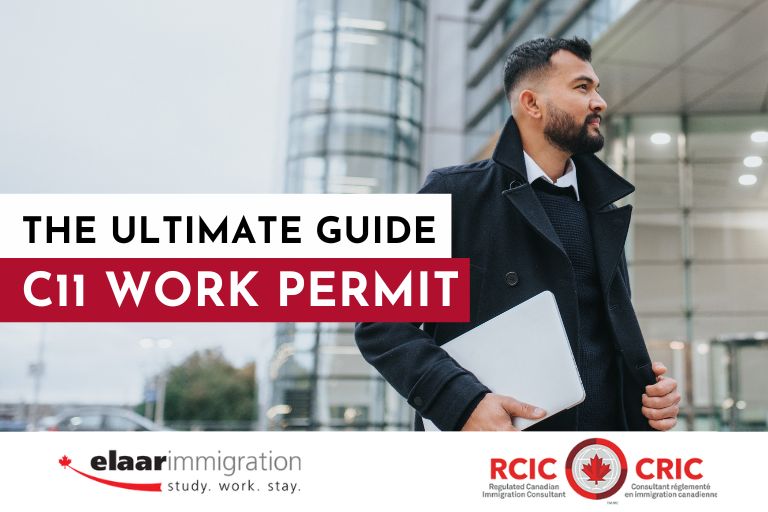 THE ULTIMATE GUIDE
C11 WORK PERMIT
elaarimmigration
study. work. stay.
RCIC
Regulated Canadian
Immigration Consultant
CRIC
Consultant réglementé
en immigration canadienne